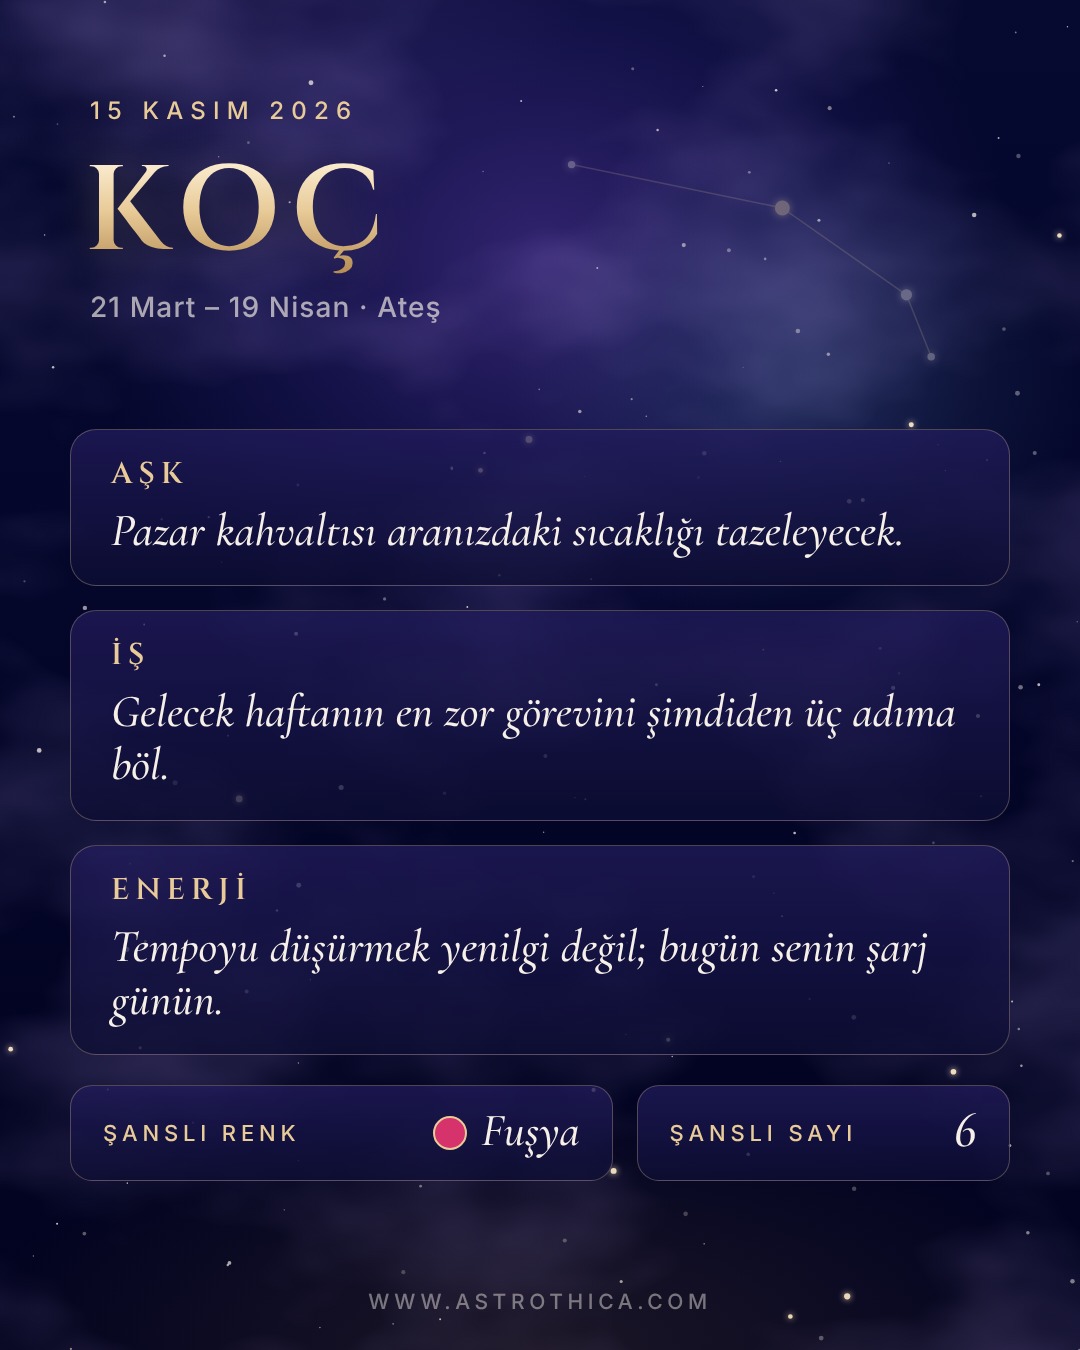 15 KASIM 2026
KOÇ
21 Mart – 19 Nisan · Ateş
AŞK
Pazar kahvaltısı aranızdaki sıcaklığı tazeleyecek.
İŞ
Gelecek haftanın en zor görevini şimdiden üç adıma
böl.
ENERJİ
Tempoyu düşürmek yenilgi değil; bugün senin şarj
günün.
ŞANSLI RENK Fuşya
ŞANSLI SAYI 6
WWW.ASTROTHICA.COM